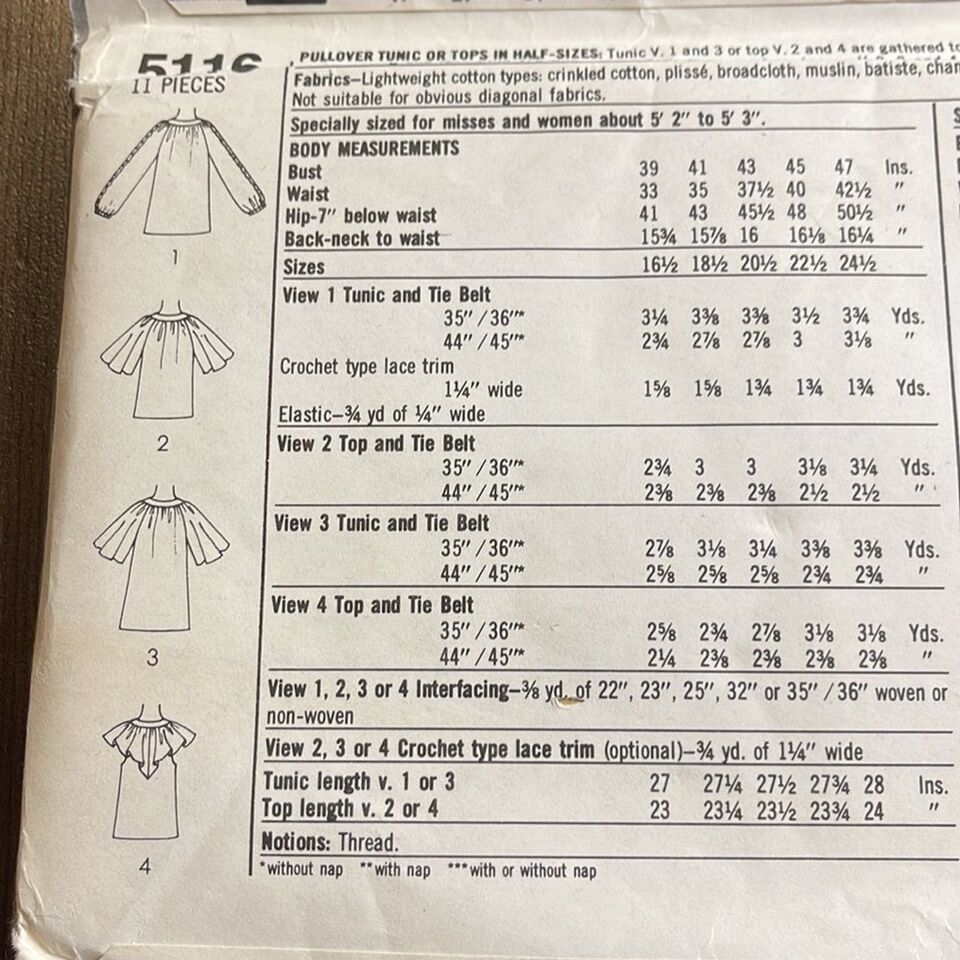 5116
11 PIECES
PULLOVER TUNIC OR TOPS IN HALF-SIZES: Tunic V. 1 and 3 or top V. 2 and 4 are gathered to
Fabrics—Lightweight cotton types: crinkled cotton, plissé, broadcloth, muslin, batiste,
Not suitable for obvious diagonal fabrics.
Specially sized for misses and women about 5' 2" to 5' 3".
BODY MEASUREMENTS
Bust 39 41 43 45 47 Ins.
Waist 33 35 37½ 40 42½ "
Hip-7" below waist 41 43 45½ 48 50½ "
Back-neck to waist 15¾ 15⅞ 16 16⅛ 16¼ "
Sizes 16½ 18½ 20½ 22½ 24½
View 1 Tunic and Tie Belt
35"/36"* 3¼ 3⅜ 3⅜ 3½ 3¾ Yds.
44"/45"* 2¾ 2⅞ 2⅞ 3 3⅛ "
Crochet type lace trim
1¼" wide 1⅝ 1⅝ 1¾ 1¾ 1¾ Yds.
Elastic—¾ yd of ¼" wide
View 2 Top and Tie Belt
35"/36"* 2¾ 3 3 3⅛ 3¼ Yds.
44"/45"* 2⅜ 2⅜ 2⅜ 2½ 2½ "
View 3 Tunic and Tie Belt
35"/36"* 2⅞ 3⅛ 3¼ 3⅜ 3⅜ Yds.
44"/45"* 2⅝ 2⅝ 2⅝ 2¾ 2¾ "
View 4 Top and Tie Belt
35"/36"* 2⅝ 2¾ 2⅞ 3⅛ 3⅛ Yds.
44"/45"* 2¼ 2⅜ 2⅜ 2⅜ 2⅜ "
View 1, 2, 3 or 4 Interfacing—⅜ yd. of 22", 23", 25", 32" or 35"/36" woven or
non-woven
View 2, 3 or 4 Crochet type lace trim (optional)—¾ yd. of 1¼" wide
Tunic length v. 1 or 3 27 27¼ 27½ 27¾ 28 Ins.
Top length v. 2 or 4 23 23¼ 23½ 23¾ 24 "
Notions: Thread.
*without nap **with nap ***with or without nap
1
2
3
4